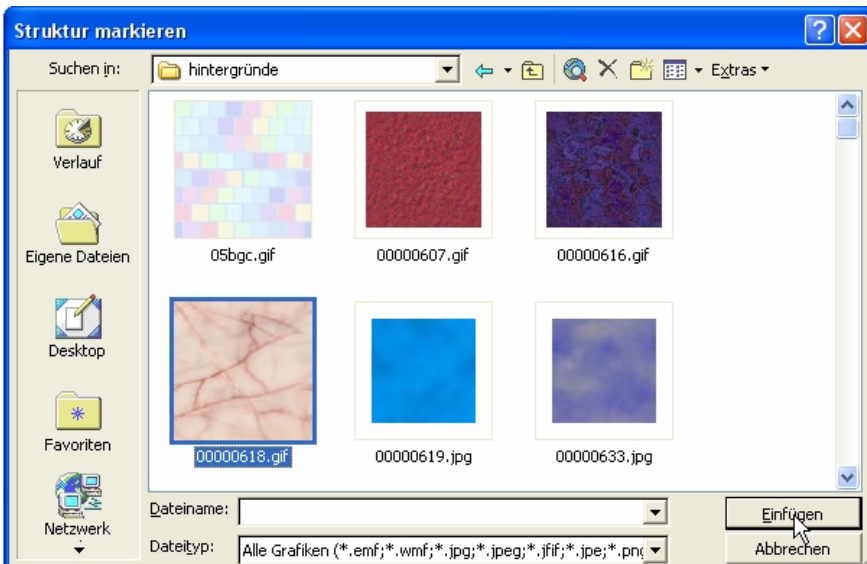 Struktur markieren
Suchen in:
hintergründe
Extras
Verlauf
Eigene Dateien
Desktop
Favoriten
Netzwerk
05bgc.gif
00000607.gif
00000616.gif
00000618.gif
00000619.jpg
00000633.jpg
Dateiname:
Einfügen
Dateityp:
Alle Grafiken (*.emf;*.wmf;*.jpg;*.jpeg;*.jfif;*.jpe;*.png
Abbrechen